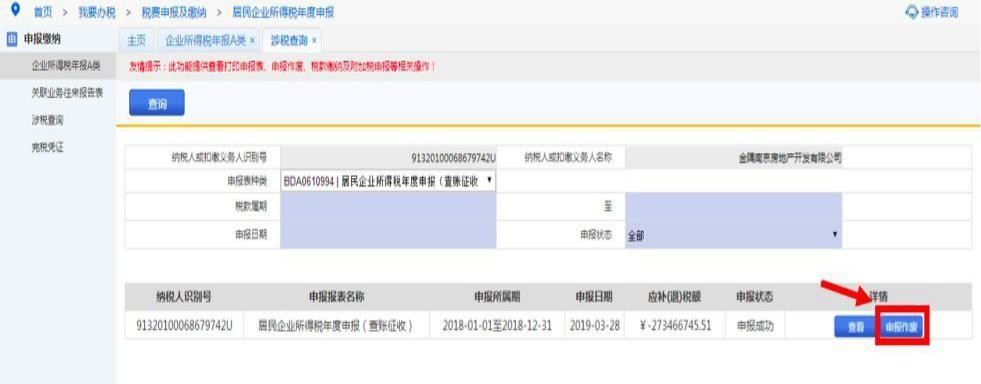 首页 > 我要办税 > 税费申报及缴纳 > 居民企业所得税年度申报 操作咨询
申报缴纳 主页 企业所得税年报A类 × 涉税查询 ×
企业所得税年报A类 友情提示：此功能提供查看打印申报表、申报作废、税款缴纳及附加税申报等相关操作！
关联业务往来报告表
查询
涉税查询
完税凭证
纳税人或扣缴义务人识别号 91320100068679742U 纳税人或扣缴义务人名称 金隅南京房地产开发有限公司
申报表种类 BDA0610994 | 居民企业所得税年度申报（查账征收
税款属期 至
申报日期 申报状态 全部
纳税人识别号 申报报表名称 申报所属期 申报日期 应补(退)税额 申报状态 详情
91320100068679742U 居民企业所得税年度申报（查账征收） 2018-01-01至2018-12-31 2019-03-28 ￥-273466745.51 申报成功 查看 申报作废